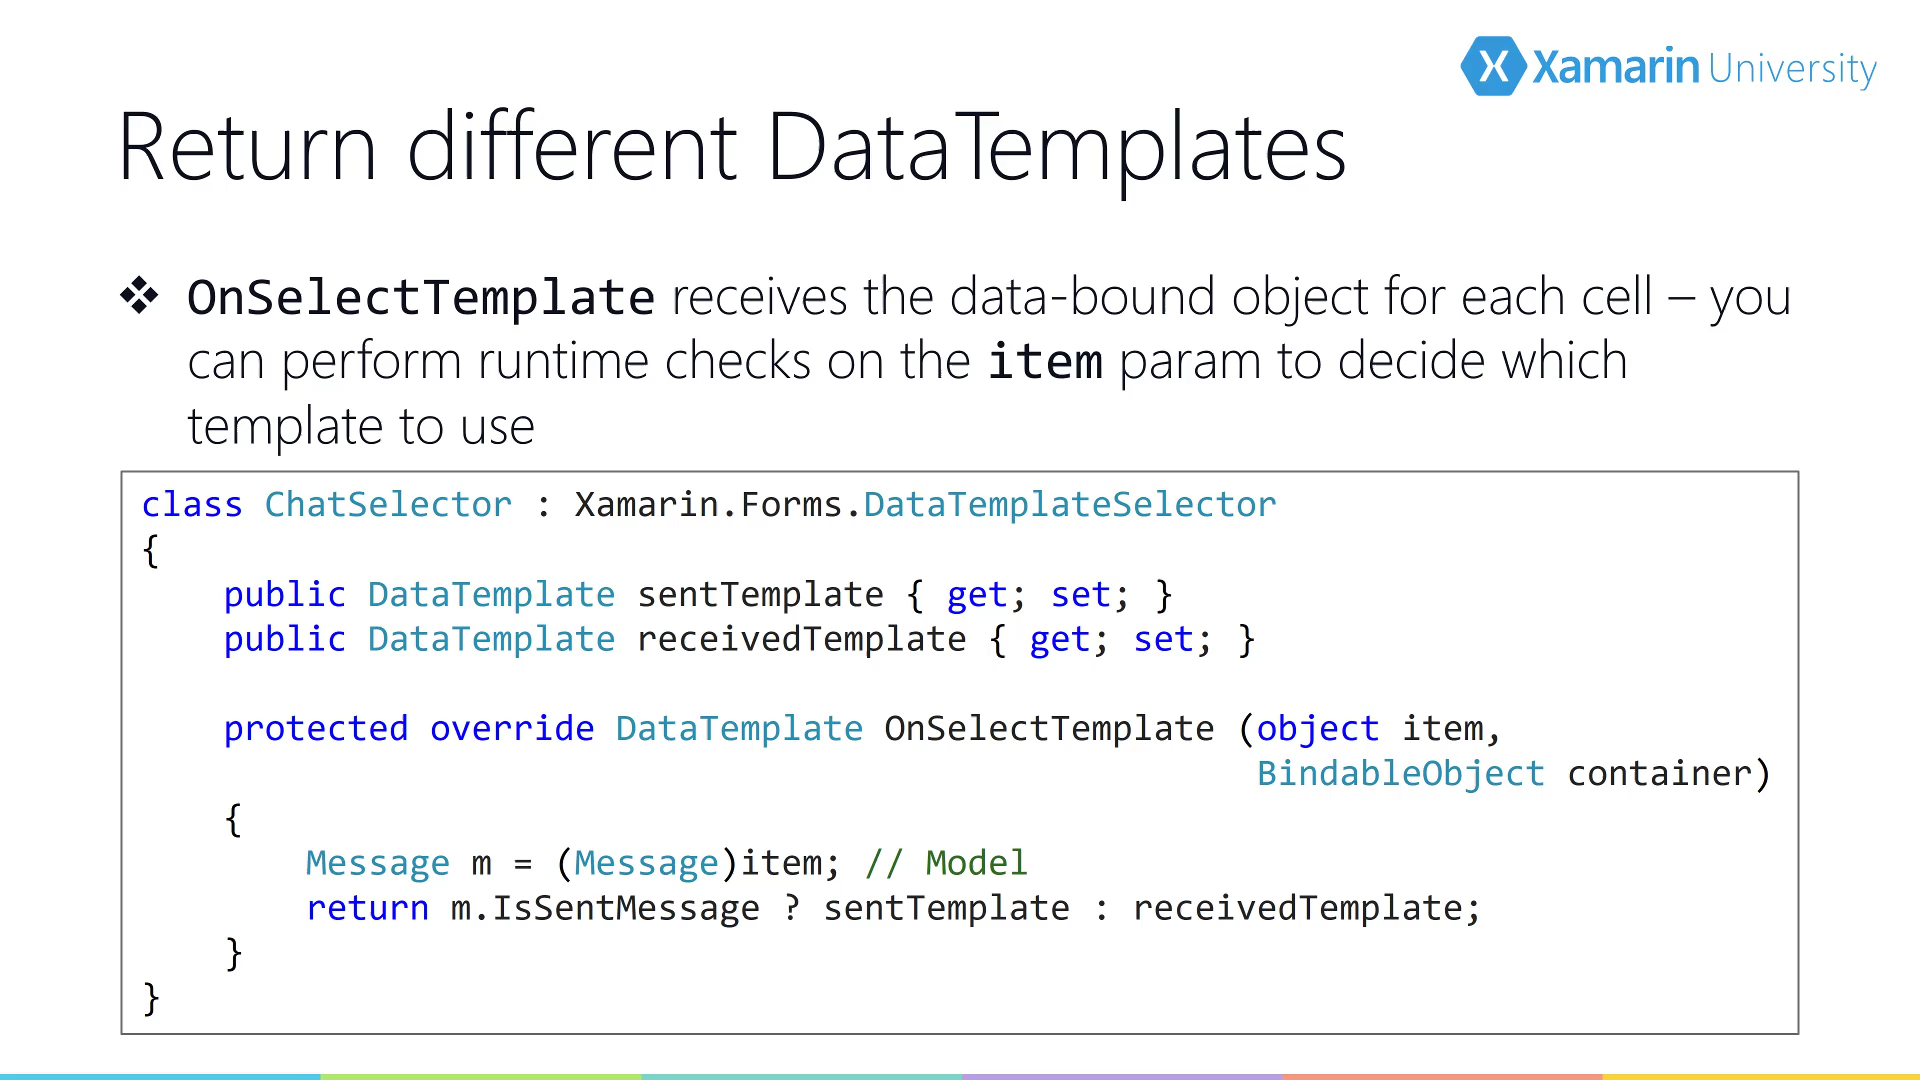 Xamarin University
Return different DataTemplates
❖ OnSelectTemplate receives the data-bound object for each cell – you
can perform runtime checks on the item param to decide which
template to use
class ChatSelector : Xamarin.Forms.DataTemplateSelector
{
    public DataTemplate sentTemplate { get; set; }
    public DataTemplate receivedTemplate { get; set; }
    protected override DataTemplate OnSelectTemplate (object item,
                                                      BindableObject container)
    {
        Message m = (Message)item; // Model
        return m.IsSentMessage ? sentTemplate : receivedTemplate;
    }
}